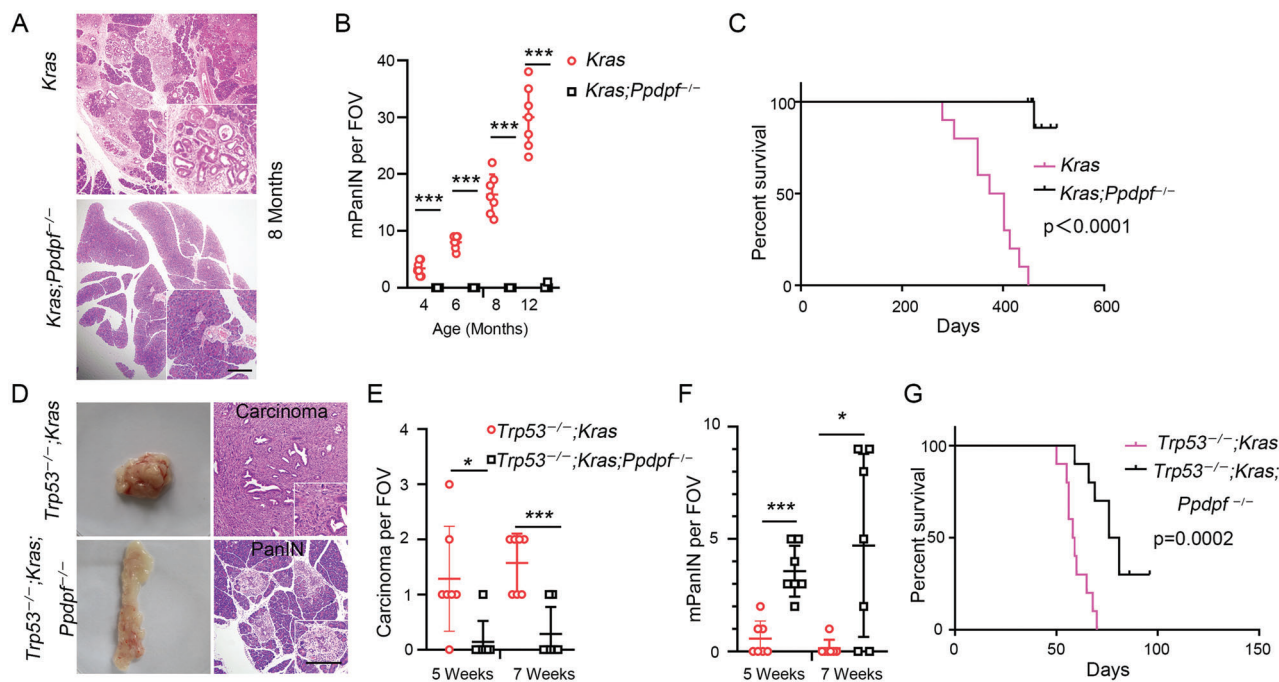 A
Kras
Kras;Ppdpf−/−
8 Months
B
mPanIN per FOV
40
30
20
10
0
***
***
***
***
4
6
8
12
Age (Months)
Kras
Kras;Ppdpf−/−
C
Percent survival
100
50
0
0
200
400
600
Days
Kras
Kras;Ppdpf−/−
p<0.0001
D
Trp53−/−;Kras
Trp53−/−;Kras;
Ppdpf−/−
Carcinoma
PanIN
E
Carcinoma per FOV
4
3
2
1
0
*
***
5 Weeks
7 Weeks
Trp53−/−;Kras
Trp53−/−;Kras;Ppdpf−/−
F
mPanIN per FOV
10
5
0
***
*
5 Weeks
7 Weeks
G
Percent survival
100
50
0
0
50
100
150
Days
Trp53−/−;Kras
Trp53−/−;Kras;
Ppdpf −/−
p=0.0002